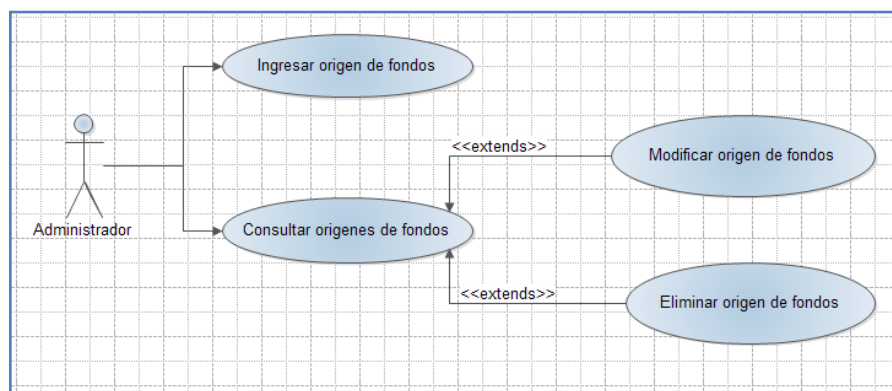 Ingresar origen de fondos
<<extends>>
Modificar origen de fondos
Administrador
Consultar origenes de fondos
<<extends>>
Eliminar origen de fondos